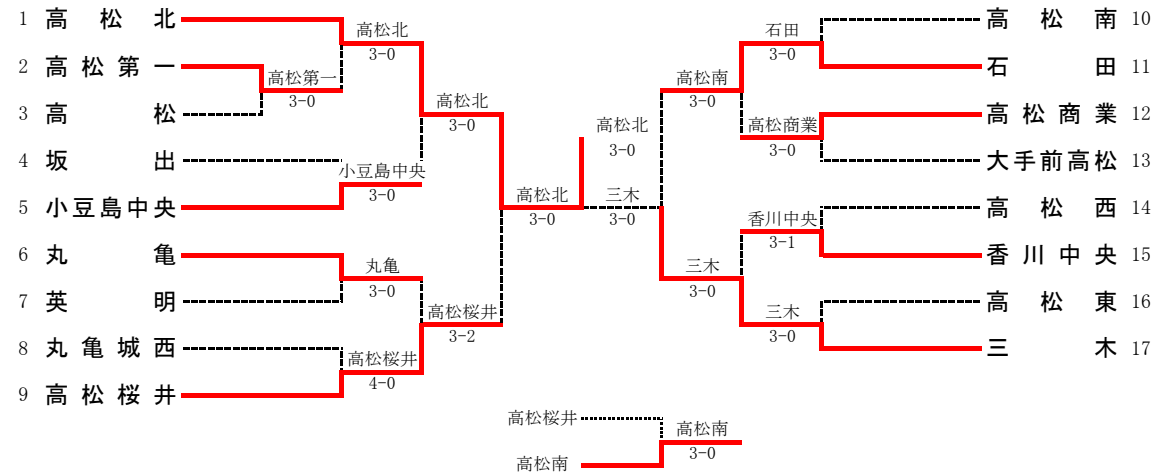 1 高松北
2 高松第一
3 高松
4 坂出
5 小豆島中央
6 丸亀
7 英明
8 丸亀城西
9 高松桜井
高松北
3-0
高松第一
3-0
高松北
3-0
小豆島中央
3-0
丸亀
3-0
高松桜井
3-2
高松桜井
4-0
高松北
3-0
高松北
3-0
三木
3-0
高松南
3-0
石田
3-0
高松商業
3-0
香川中央
3-1
三木
3-0
三木
3-0
高松南 10
石田 11
高松商業 12
大手前高松 13
高松西 14
香川中央 15
高松東 16
三木 17
高松桜井
高松南
高松南
3-0